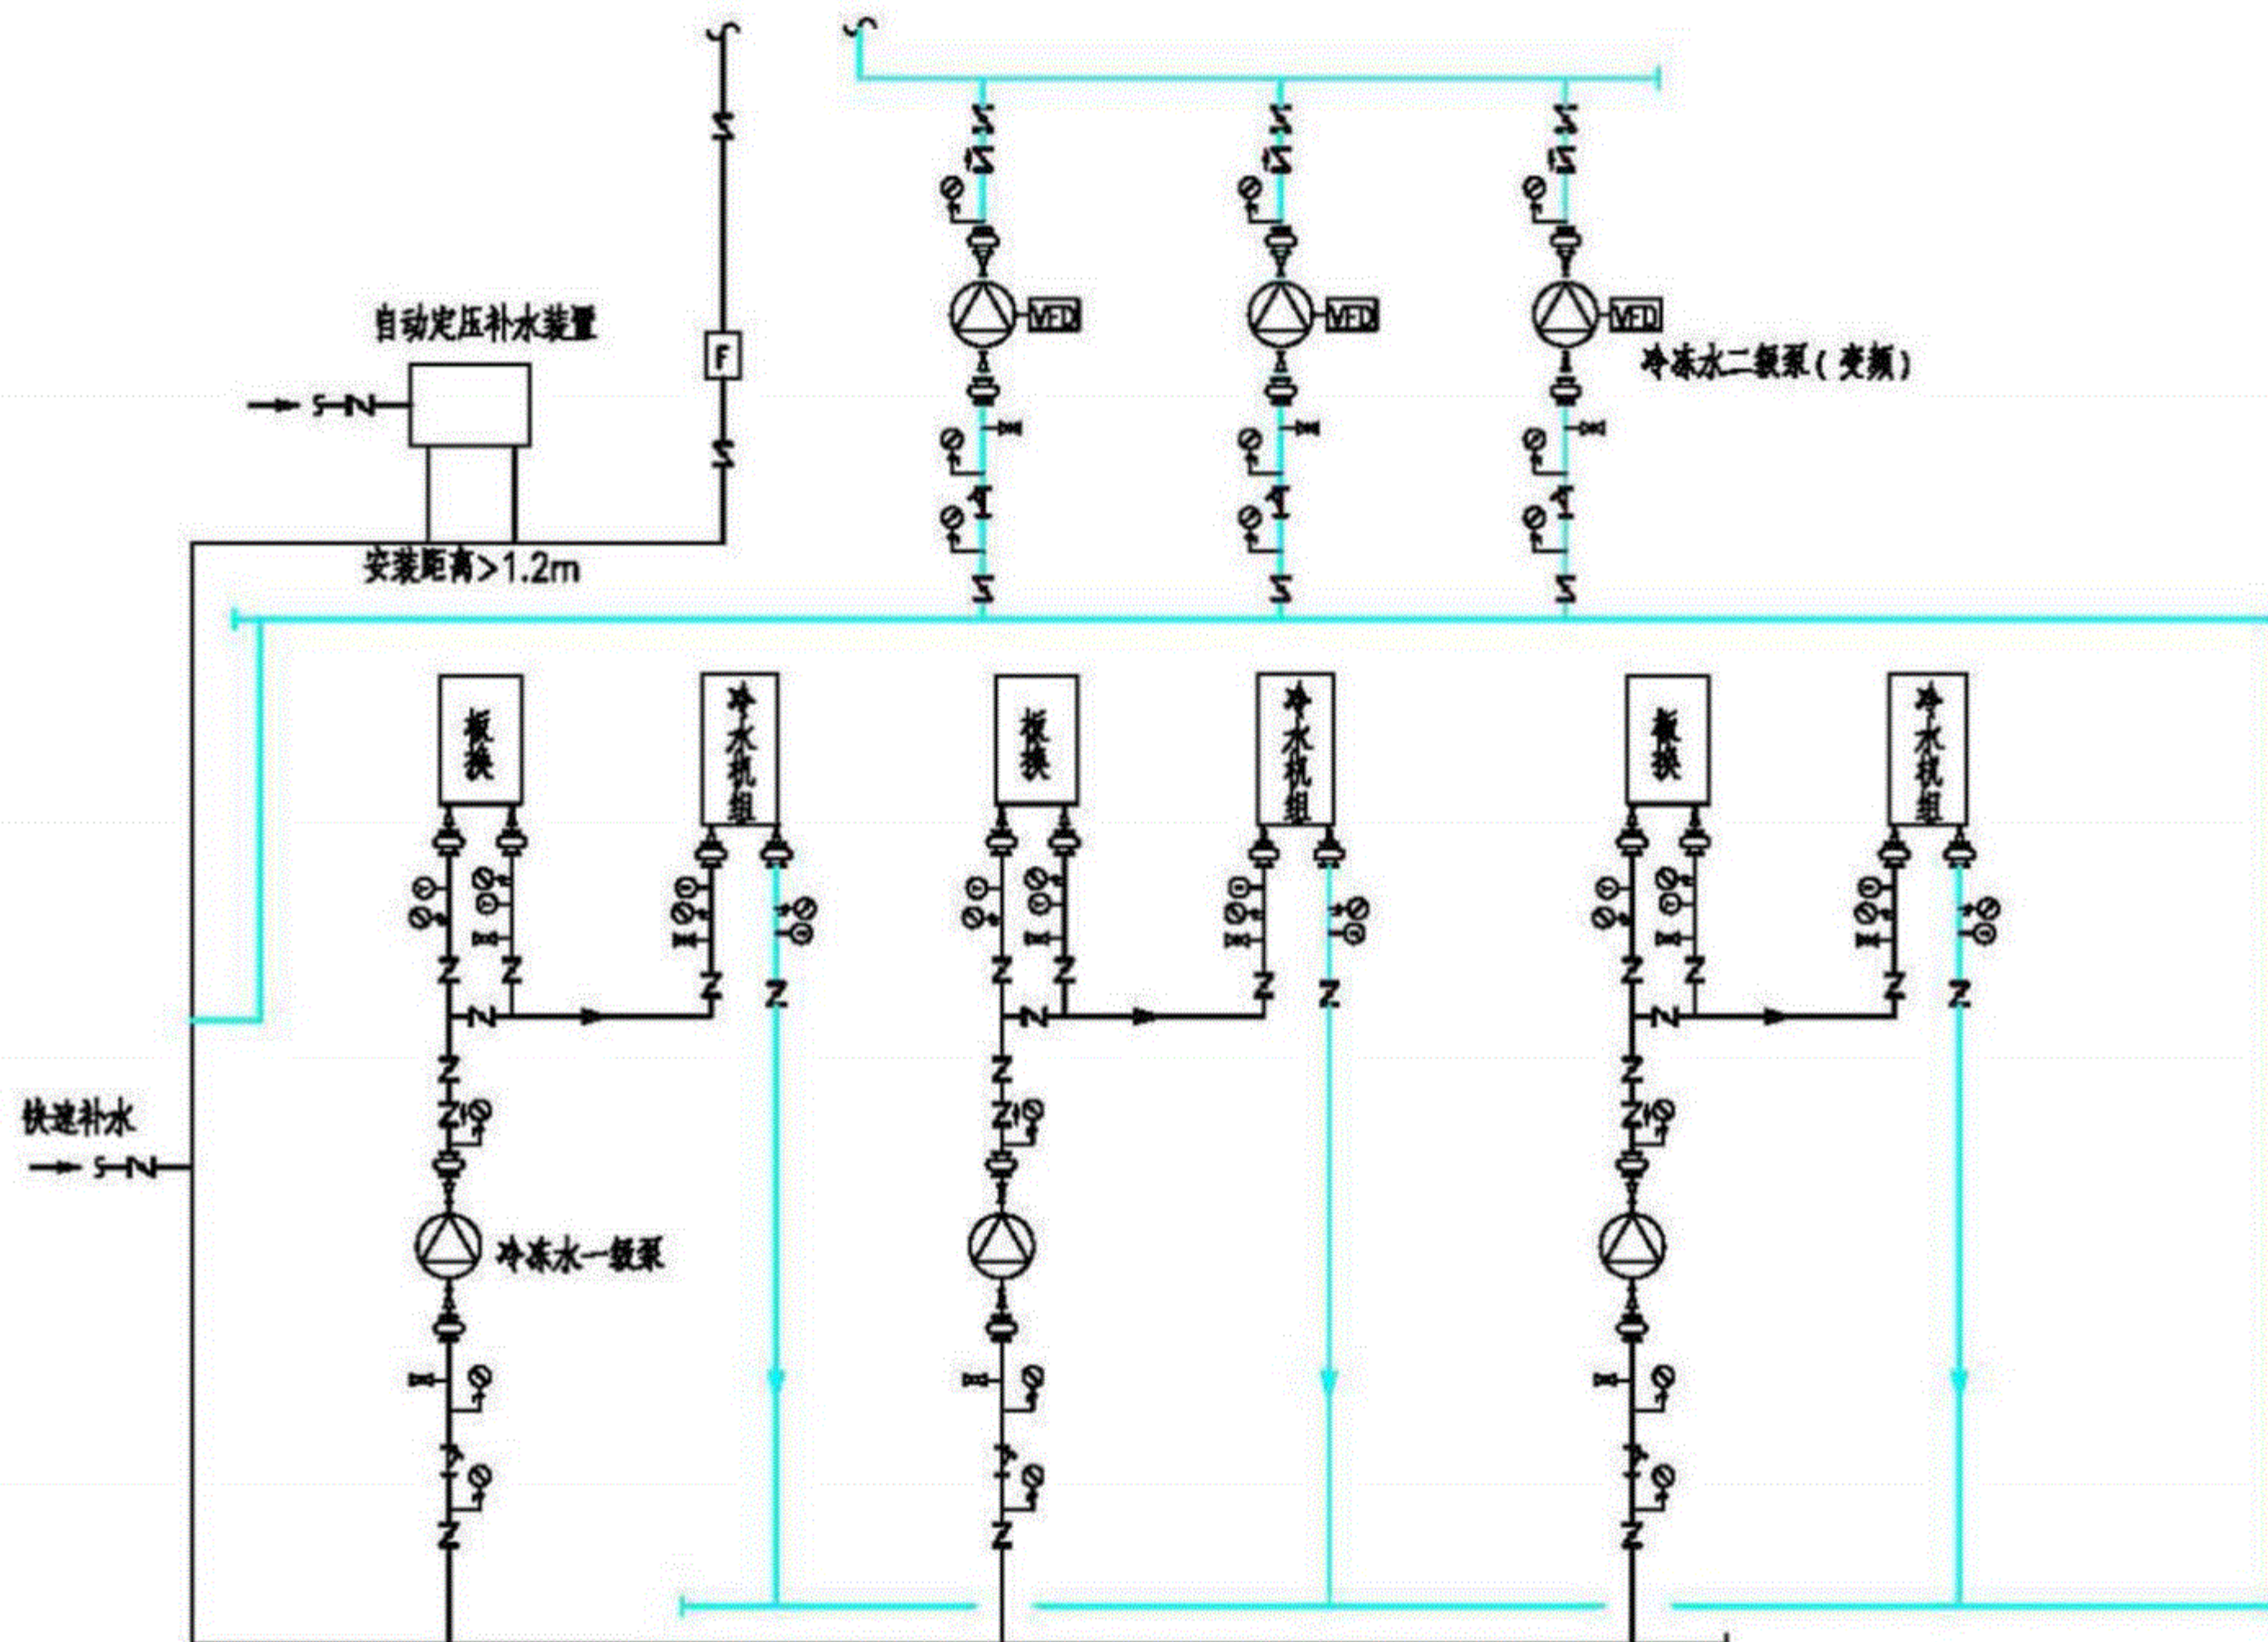 VFD
VFD
VFD
冷冻水二级泵(变频)
自动定压补水装置
F
安装距离>1.2m
板换
冷水机组
板换
冷水机组
板换
冷水机组
快速补水
冷冻水一级泵